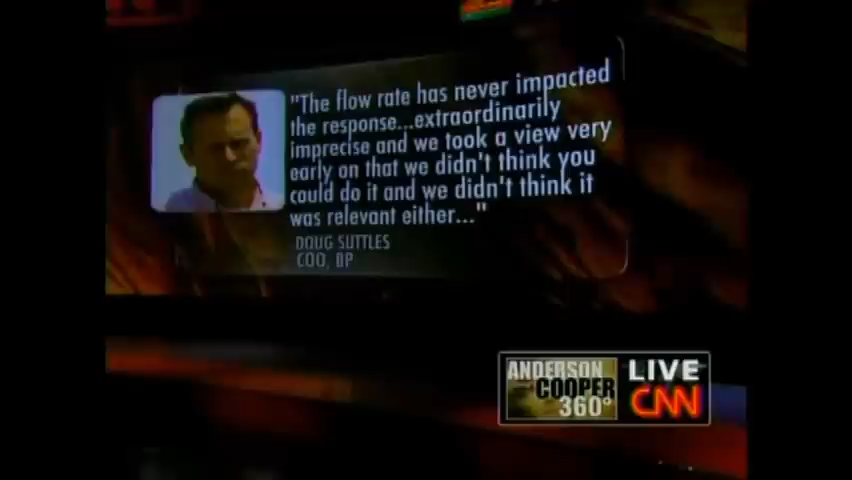 "The flow rate has never impacted
the response...extraordinarily
imprecise and we took a view very
early on that we didn't think you
could do it and we didn't think it
was relevant either..."
DOUG SUTTLES
COO, BP
ANDERSON
COOPER
360°
LIVE
CNN